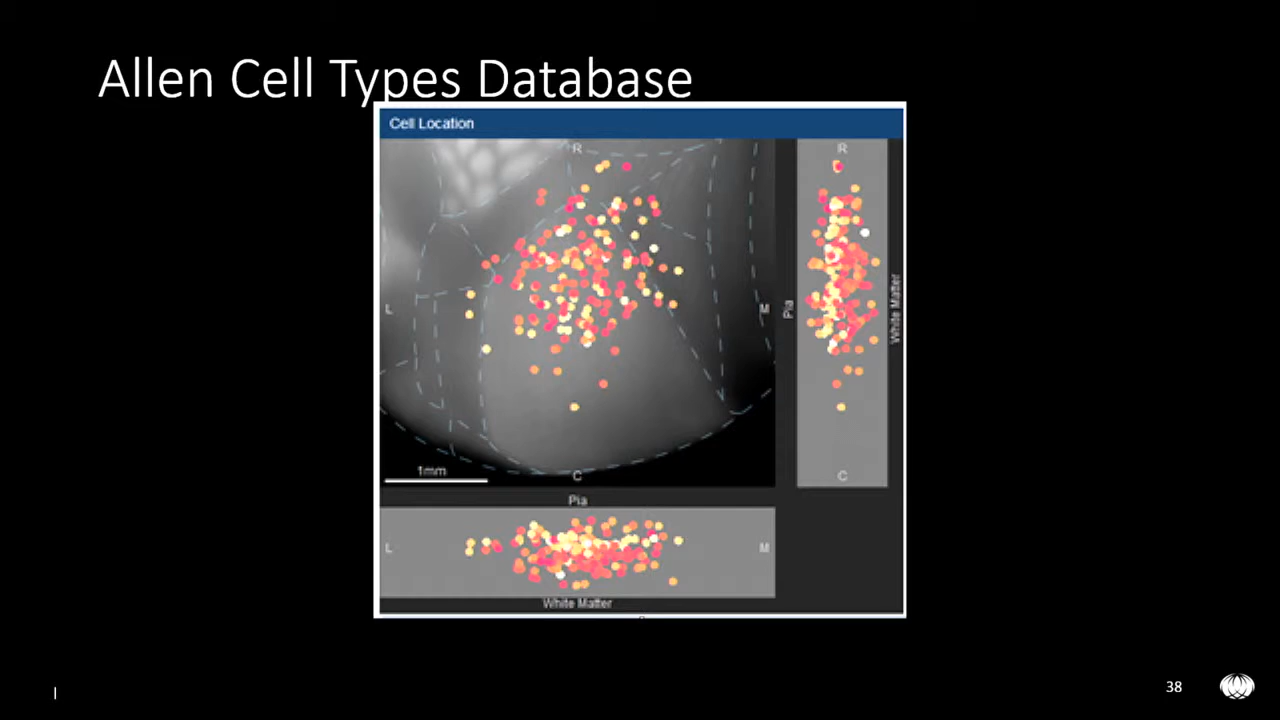 Allen Cell Types Database
Cell Location
R
R
L
M
Pia
White Matter
1mm
C
C
Pia
L
M
White Matter
38